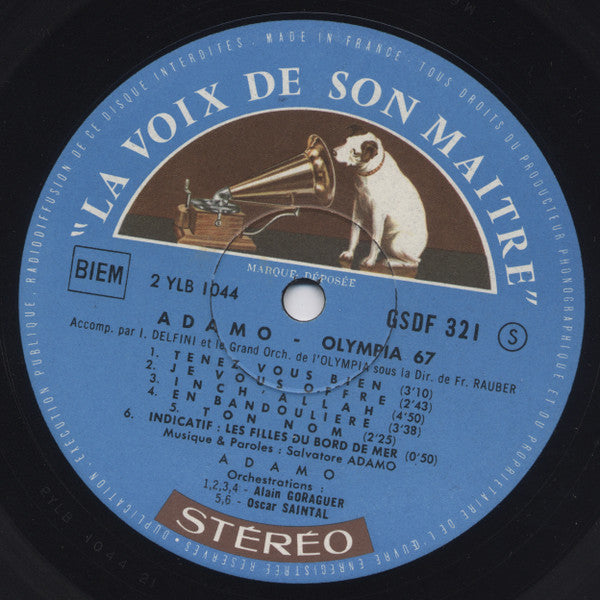 "LA VOIX DE SON MAITRE"
MADE IN FRANCE · TOUS DROITS DU PRODUCTEUR PHONOGRAPHIQUE ET DU PROPRIETAIRE DE L'ŒUVRE ENREGISTRÉE RESERVES · DUPLICATION · EXECUTION PUBLIQUE · RADIODIFFUSION DE CE DISQUE INTERDITES ·
MARQUE DÉPOSÉE
BIEM
2 YLB 1044
GSDF 321 S
ADAMO - OLYMPIA 67
Accomp. par I. DELFINI et le Grand Orch. de l'OLYMPIA sous la Dir. de Fr. RAUBER
1. TENEZ VOUS BIEN (3'10)
2. JE VOUS OFFRE (2'43)
3. INCH'ALLAH (4'50)
4. EN BANDOULIERE (3'38)
5. TON NOM (2'25)
6. INDICATIF : LES FILLES DU BORD DE MER (0'50)
Musique & Paroles : Salvatore ADAMO
ADAMO
Orchestrations :
1,2,3,4 - Alain GORAGUER
5,6 - Oscar SAINTAL
STÉRÉO
4044 21